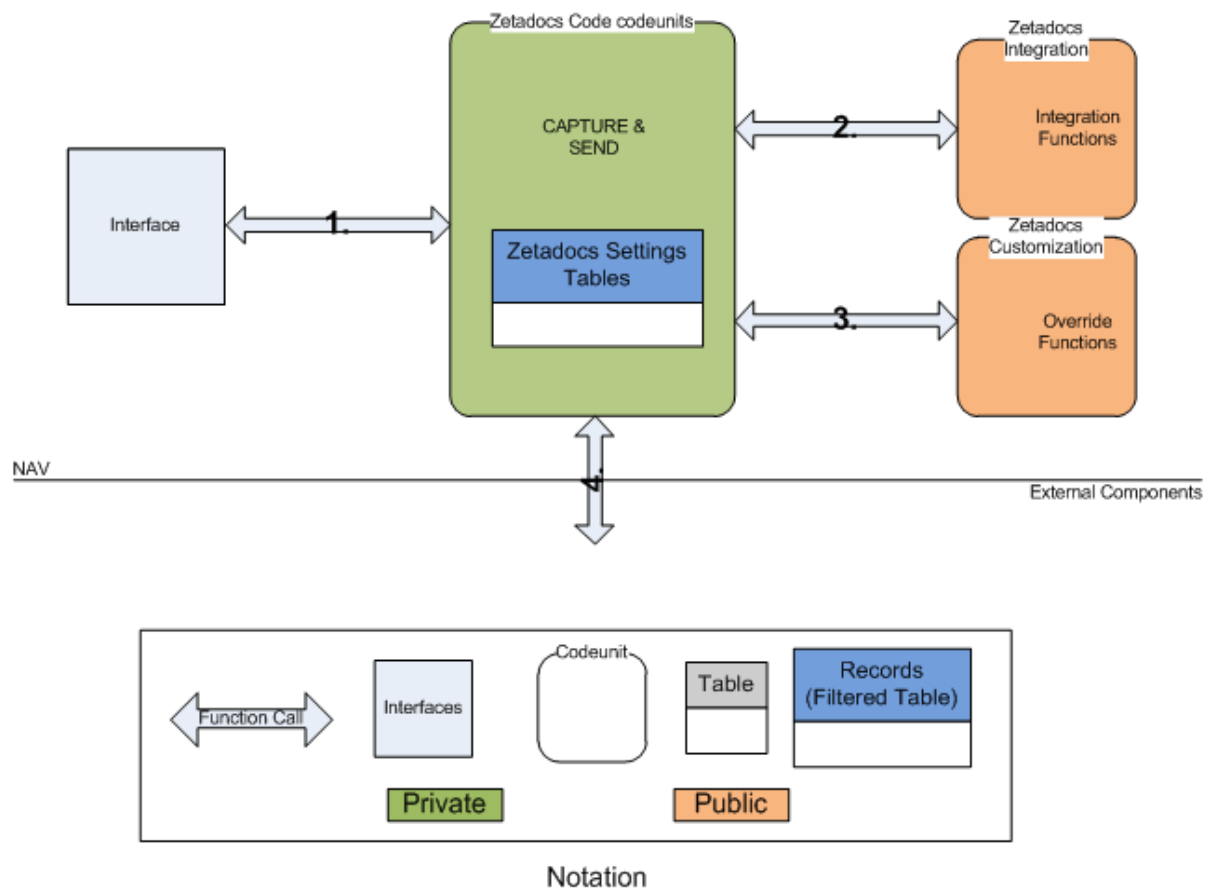 Zetadocs Code codeunits
Zetadocs
Integration
CAPTURE &
SEND
2.
Integration
Functions
Interface
1.
Zetadocs
Customization
Zetadocs Settings
Tables
3.
Override
Functions
4.
NAV
External Components
Codeunit
Function Call
Interfaces
Table
Records
(Filtered Table)
Private
Public
Notation